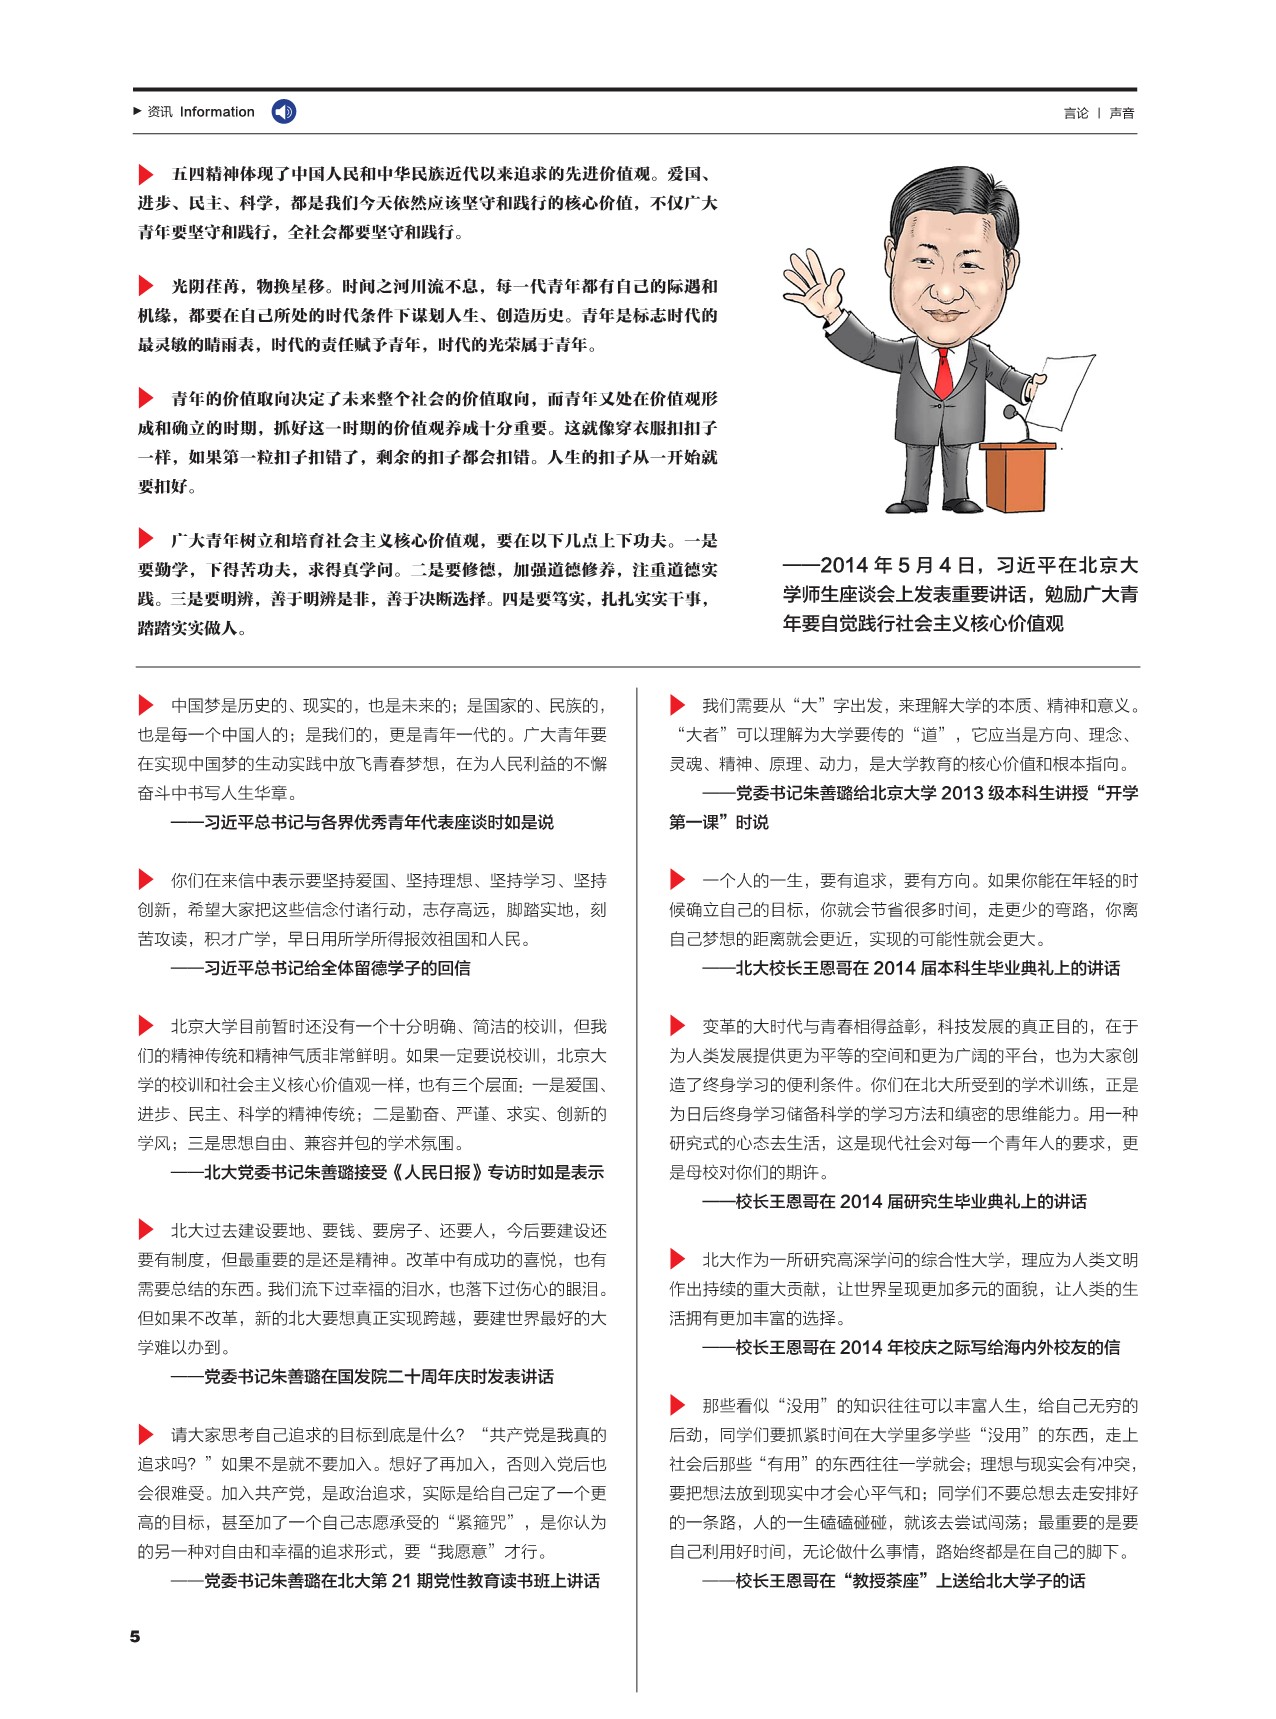 ▶ 资讯 Information
言论 | 声音
▶ 五四精神体现了中国人民和中华民族近代以来追求的先进价值观。爱国、
进步、民主、科学，都是我们今天依然应该坚守和践行的核心价值，不仅广大
青年要坚守和践行，全社会都要坚守和践行。
▶ 光阴荏苒，物换星移。时间之河川流不息，每一代青年都有自己的际遇和
机缘，都要在自己所处的时代条件下谋划人生、创造历史。青年是标志时代的
最灵敏的晴雨表，时代的责任赋予青年，时代的光荣属于青年。
▶ 青年的价值取向决定了未来整个社会的价值取向，而青年又处在价值观形
成和确立的时期，抓好这一时期的价值观养成十分重要。这就像穿衣服扣扣子
一样，如果第一粒扣子扣错了，剩余的扣子都会扣错。人生的扣子从一开始就
要扣好。
▶ 广大青年树立和培育社会主义核心价值观，要在以下几点上下功夫。一是
要勤学，下得苦功夫，求得真学问。二是要修德，加强道德修养，注重道德实
践。三是要明辨，善于明辨是非，善于决断选择。四是要笃实，扎扎实实干事，
踏踏实实做人。
——2014 年 5 月 4 日，习近平在北京大
学师生座谈会上发表重要讲话，勉励广大青
年要自觉践行社会主义核心价值观
▶ 中国梦是历史的、现实的，也是未来的；是国家的、民族的，
也是每一个中国人的；是我们的，更是青年一代的。广大青年要
在实现中国梦的生动实践中放飞青春梦想，在为人民利益的不懈
奋斗中书写人生华章。
——习近平总书记与各界优秀青年代表座谈时如是说
▶ 你们在来信中表示要坚持爱国、坚持理想、坚持学习、坚持
创新，希望大家把这些信念付诸行动，志存高远，脚踏实地，刻
苦攻读，积才广学，早日用所学所得报效祖国和人民。
——习近平总书记给全体留德学子的回信
▶ 北京大学目前暂时还没有一个十分明确、简洁的校训，但我
们的精神传统和精神气质非常鲜明。如果一定要说校训，北京大
学的校训和社会主义核心价值观一样，也有三个层面：一是爱国、
进步、民主、科学的精神传统；二是勤奋、严谨、求实、创新的
学风；三是思想自由、兼容并包的学术氛围。
——北大党委书记朱善璐接受《人民日报》专访时如是表示
▶ 北大过去建设要地、要钱、要房子、还要人，今后要建设还
要有制度，但最重要的是还是精神。改革中有成功的喜悦，也有
需要总结的东西。我们流下过幸福的泪水，也落下过伤心的眼泪。
但如果不改革，新的北大要想真正实现跨越，要建世界最好的大
学难以办到。
——党委书记朱善璐在国发院二十周年庆时发表讲话
▶ 请大家思考自己追求的目标到底是什么？“共产党是我真的
追求吗？”如果不是就不要加入。想好了再加入，否则入党后也
会很难受。加入共产党，是政治追求，实际是给自己定了一个更
高的目标，甚至加了一个自己志愿承受的“紧箍咒”，是你认为
的另一种对自由和幸福的追求形式，要“我愿意”才行。
——党委书记朱善璐在北大第 21 期党性教育读书班上讲话
▶ 我们需要从“大”字出发，来理解大学的本质、精神和意义。
“大者”可以理解为大学要传的“道”，它应当是方向、理念、
灵魂、精神、原理、动力，是大学教育的核心价值和根本指向。
——党委书记朱善璐给北京大学 2013 级本科生讲授“开学
第一课”时说
▶ 一个人的一生，要有追求，要有方向。如果你能在年轻的时
候确立自己的目标，你就会节省很多时间，走更少的弯路，你离
自己梦想的距离就会更近，实现的可能性就会更大。
——北大校长王恩哥在 2014 届本科生毕业典礼上的讲话
▶ 变革的大时代与青春相得益彰，科技发展的真正目的，在于
为人类发展提供更为平等的空间和更为广阔的平台，也为大家创
造了终身学习的便利条件。你们在北大所受到的学术训练，正是
为日后终身学习储备科学的学习方法和缜密的思维能力。用一种
研究式的心态去生活，这是现代社会对每一个青年人的要求，更
是母校对你们的期许。
——校长王恩哥在 2014 届研究生毕业典礼上的讲话
▶ 北大作为一所研究高深学问的综合性大学，理应为人类文明
作出持续的重大贡献，让世界呈现更加多元的面貌，让人类的生
活拥有更加丰富的选择。
——校长王恩哥在 2014 年校庆之际写给海内外校友的信
▶ 那些看似“没用”的知识往往可以丰富人生，给自己无穷的
后劲，同学们要抓紧时间在大学里多学些“没用”的东西，走上
社会后那些“有用”的东西往往一学就会；理想与现实会有冲突，
要把想法放到现实中才会心平气和；同学们不要总想去走安排好
的一条路，人的一生磕磕碰碰，就该去尝试闯荡；最重要的是要
自己利用好时间，无论做什么事情，路始终都是在自己的脚下。
——校长王恩哥在“教授茶座”上送给北大学子的话
5